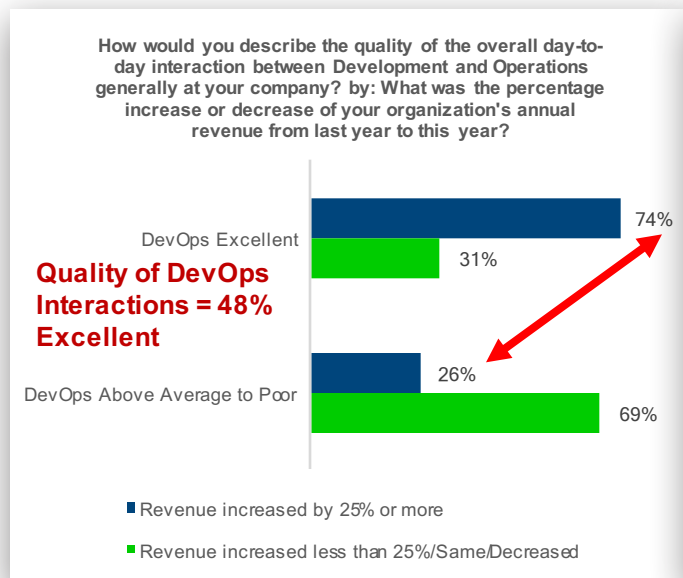 How would you describe the quality of the overall day-to-
day interaction between Development and Operations
generally at your company? by: What was the percentage
increase or decrease of your organization's annual
revenue from last year to this year?
74%
DevOps Excellent
31%
Quality of DevOps
Interactions = 48%
Excellent
26%
DevOps Above Average to Poor
69%
Revenue increased by 25% or more
Revenue increased less than 25%/Same/Decreased